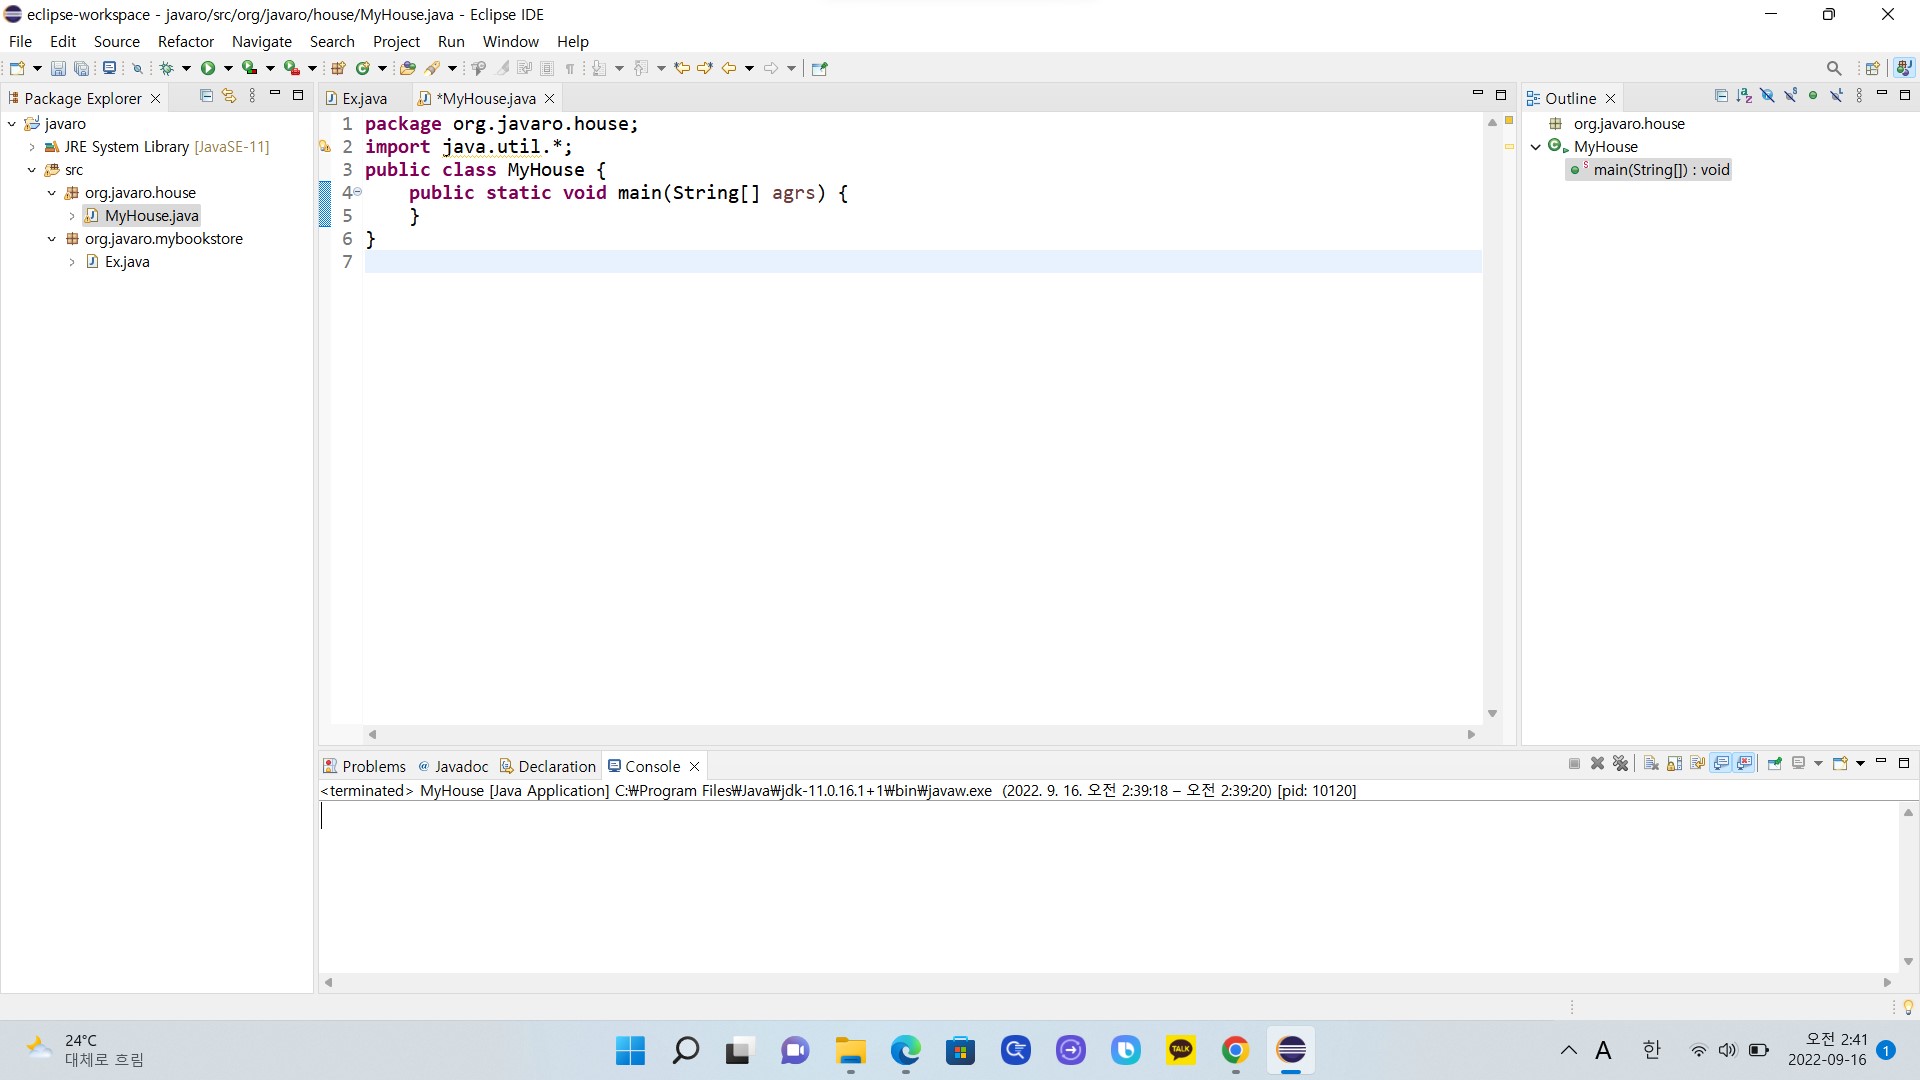 eclipse-workspace - javaro/src/org/javaro/house/MyHouse.java - Eclipse IDE
File Edit Source Refactor Navigate Search Project Run Window Help
Package Explorer
javaro
JRE System Library [JavaSE-11]
src
org.javaro.house
MyHouse.java
org.javaro.mybookstore
Ex.java
Ex.java *MyHouse.java
1 package org.javaro.house;
2 import java.util.*;
3 public class MyHouse {
4 public static void main(String[] agrs) {
5 }
6 }
7
Outline
org.javaro.house
MyHouse
main(String[]) : void
Problems @ Javadoc Declaration Console
<terminated> MyHouse [Java Application] C:₩Program Files₩Java₩jdk-11.0.16.1+1₩bin₩javaw.exe (2022. 9. 16. 오전 2:39:18 – 오전 2:39:20) [pid: 10120]
24°C
대체로 흐림
TALK
A 한
오전 2:41
2022-09-16
1